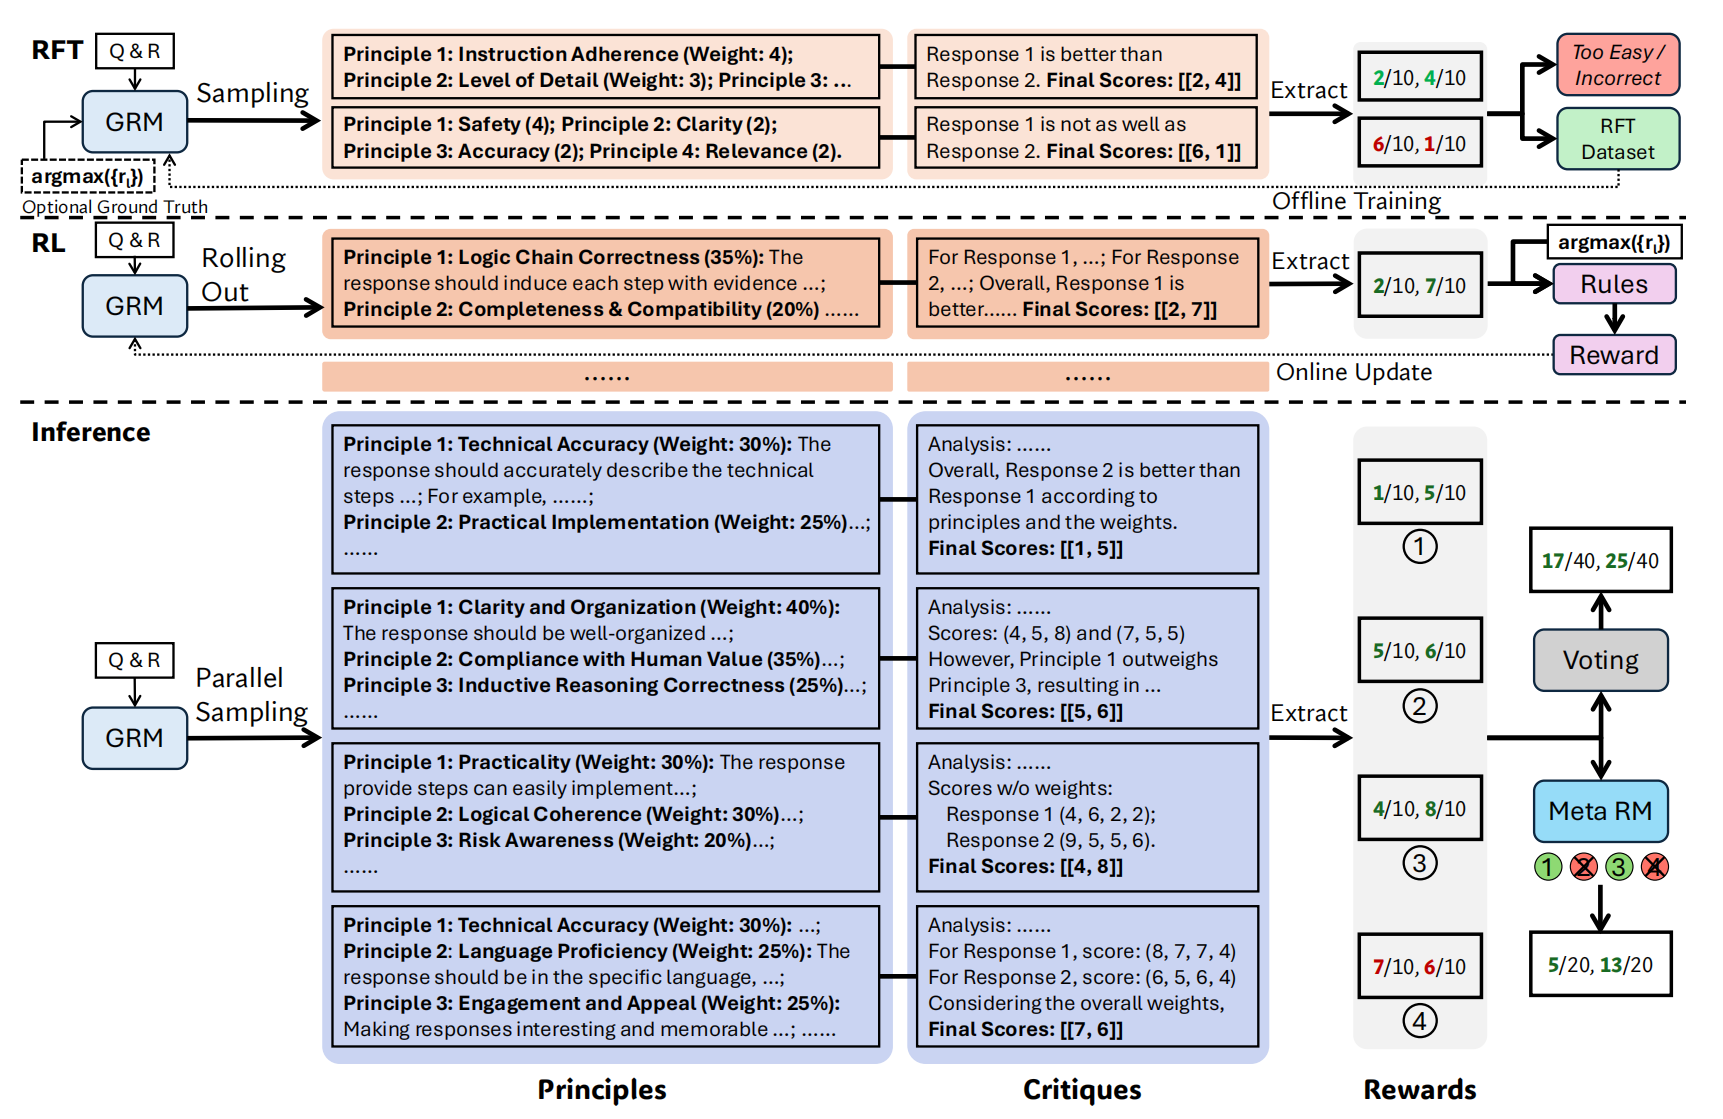 RFT
Q & R
GRM
argmax({rᵢ})
Optional Ground Truth
Sampling
Principle 1: Instruction Adherence (Weight: 4);
Principle 2: Level of Detail (Weight: 3); Principle 3: ...
Principle 1: Safety (4); Principle 2: Clarity (2);
Principle 3: Accuracy (2); Principle 4: Relevance (2).
Response 1 is better than
Response 2. Final Scores: [[2, 4]]
Response 1 is not as well as
Response 2. Final Scores: [[6, 1]]
Extract
2/10, 4/10
6/10, 1/10
Too Easy /
Incorrect
RFT
Dataset
Offline Training
RL
Q & R
GRM
Rolling
Out
Principle 1: Logic Chain Correctness (35%): The
response should induce each step with evidence ...;
Principle 2: Completeness & Compatibility (20%) ......
For Response 1, ...; For Response
2, ...; Overall, Response 1 is
better...... Final Scores: [[2, 7]]
Extract
2/10, 7/10
argmax({rᵢ})
Rules
Reward
Online Update
......
......
Inference
Q & R
GRM
Parallel
Sampling
Principle 1: Technical Accuracy (Weight: 30%): The
response should accurately describe the technical
steps ...; For example, ......;
Principle 2: Practical Implementation (Weight: 25%)...;
......
Analysis: ......
Overall, Response 2 is better than
Response 1 according to
principles and the weights.
Final Scores: [[1, 5]]
Principle 1: Clarity and Organization (Weight: 40%):
The response should be well-organized ...;
Principle 2: Compliance with Human Value (35%)...;
Principle 3: Inductive Reasoning Correctness (25%)...;
......
Analysis: ......
Scores: (4, 5, 8) and (7, 5, 5)
However, Principle 1 outweighs
Principle 3, resulting in ...
Final Scores: [[5, 6]]
Principle 1: Practicality (Weight: 30%): The response
provide steps can easily implement...;
Principle 2: Logical Coherence (Weight: 30%)...;
Principle 3: Risk Awareness (Weight: 20%)...;
......
Analysis: ......
Scores w/o weights:
Response 1 (4, 6, 2, 2);
Response 2 (9, 5, 5, 6).
Final Scores: [[4, 8]]
Principle 1: Technical Accuracy (Weight: 30%): ...;
Principle 2: Language Proficiency (Weight: 25%): The
response should be in the specific language, ...;
Principle 3: Engagement and Appeal (Weight: 25%):
Making responses interesting and memorable ...; ......
Analysis: ......
For Response 1, score: (8, 7, 7, 4)
For Response 2, score: (6, 5, 6, 4)
Considering the overall weights,
Final Scores: [[7, 6]]
Extract
1/10, 5/10
1
5/10, 6/10
2
4/10, 8/10
3
7/10, 6/10
4
17/40, 25/40
Voting
Meta RM
1 2 3 4
5/20, 13/20
Principles
Critiques
Rewards